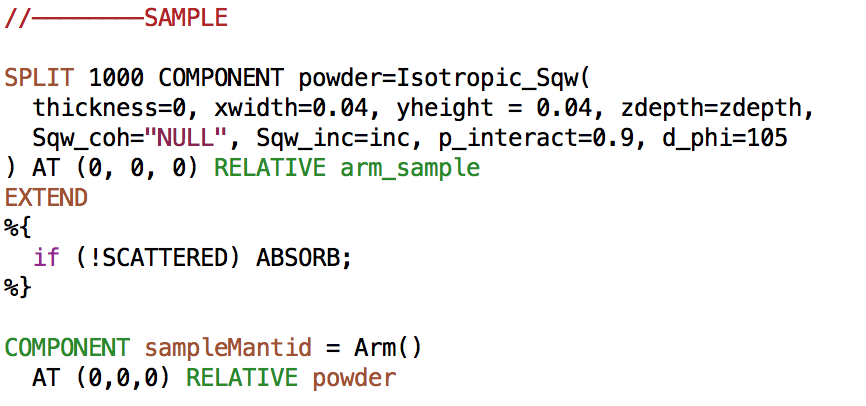 //————————SAMPLE
SPLIT 1000 COMPONENT powder=Isotropic_Sqw(
thickness=0, xwidth=0.04, yheight = 0.04, zdepth=zdepth,
Sqw_coh="NULL", Sqw_inc=inc, p_interact=0.9, d_phi=105
) AT (0, 0, 0) RELATIVE arm_sample
EXTEND
%{
if (!SCATTERED) ABSORB;
%}
COMPONENT sampleMantid = Arm()
AT (0,0,0) RELATIVE powder